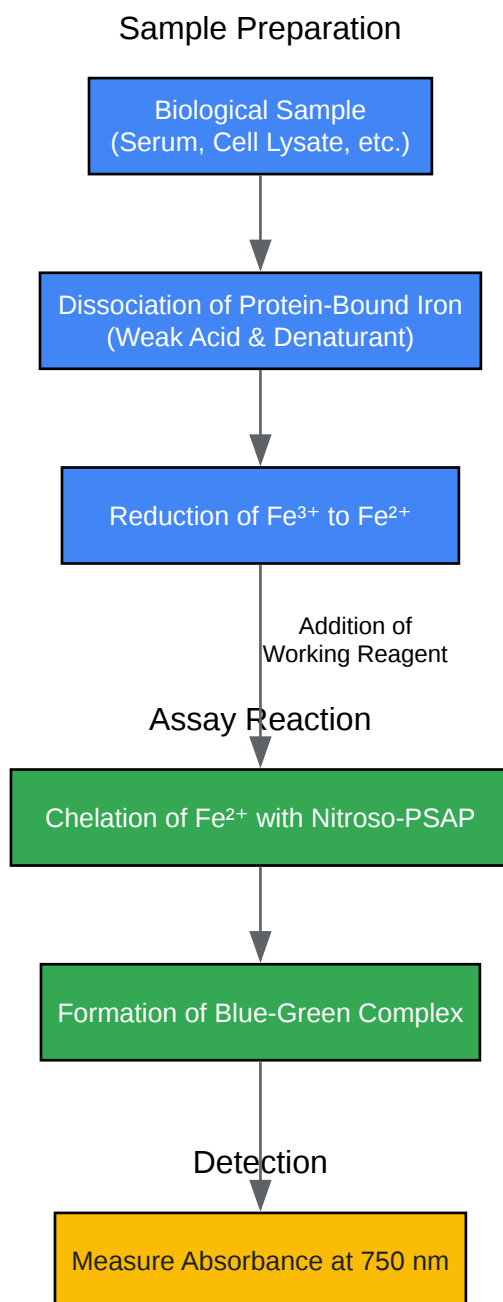 Sample Preparation
Biological Sample
(Serum, Cell Lysate, etc.)
Dissociation of Protein-Bound Iron
(Weak Acid & Denaturant)
Reduction of Fe³⁺ to Fe²⁺
Addition of
Working Reagent
Assay Reaction
Chelation of Fe²⁺ with Nitroso-PSAP
Formation of Blue-Green Complex
Detection
Measure Absorbance at 750 nm